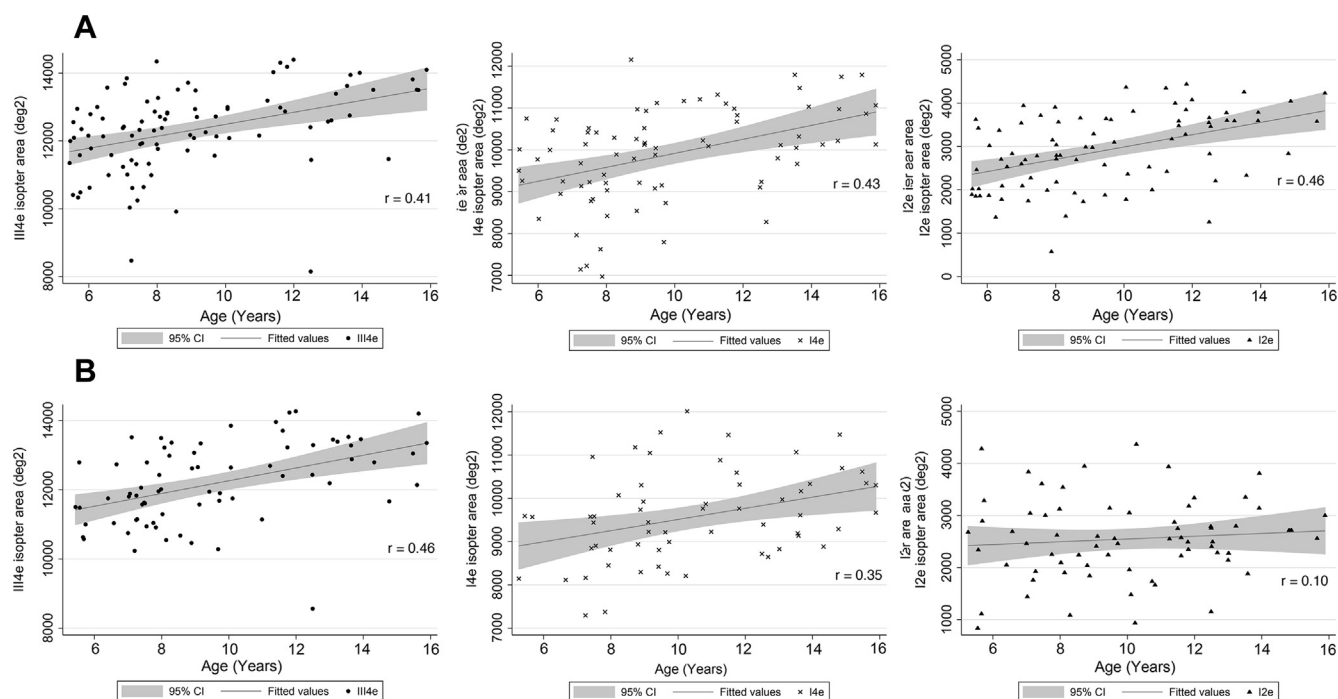 A
III4e isopter area (deg2)
14000
12000
10000
8000
6 8 10 12 14 16
Age (Years)
r = 0.41
95% CI Fitted values III4e
I4e isopter area (deg2)
12000
11000
10000
9000
8000
7000
6 8 10 12 14 16
Age (Years)
r = 0.43
95% CI Fitted values I4e
I2e isopter area (deg2)
5000
4000
3000
2000
1000
0
6 8 10 12 14 16
Age (Years)
r = 0.46
95% CI Fitted values I2e
B
III4e isopter area (deg2)
14000
12000
10000
8000
6 8 10 12 14 16
Age (Years)
r = 0.46
95% CI Fitted values III4e
I4e isopter area (deg2)
12000
11000
10000
9000
8000
7000
6 8 10 12 14 16
Age (Years)
r = 0.35
95% CI Fitted values I4e
I2e isopter area (deg2)
5000
4000
3000
2000
1000
6 8 10 12 14 16
Age (Years)
r = 0.10
95% CI Fitted values I2e